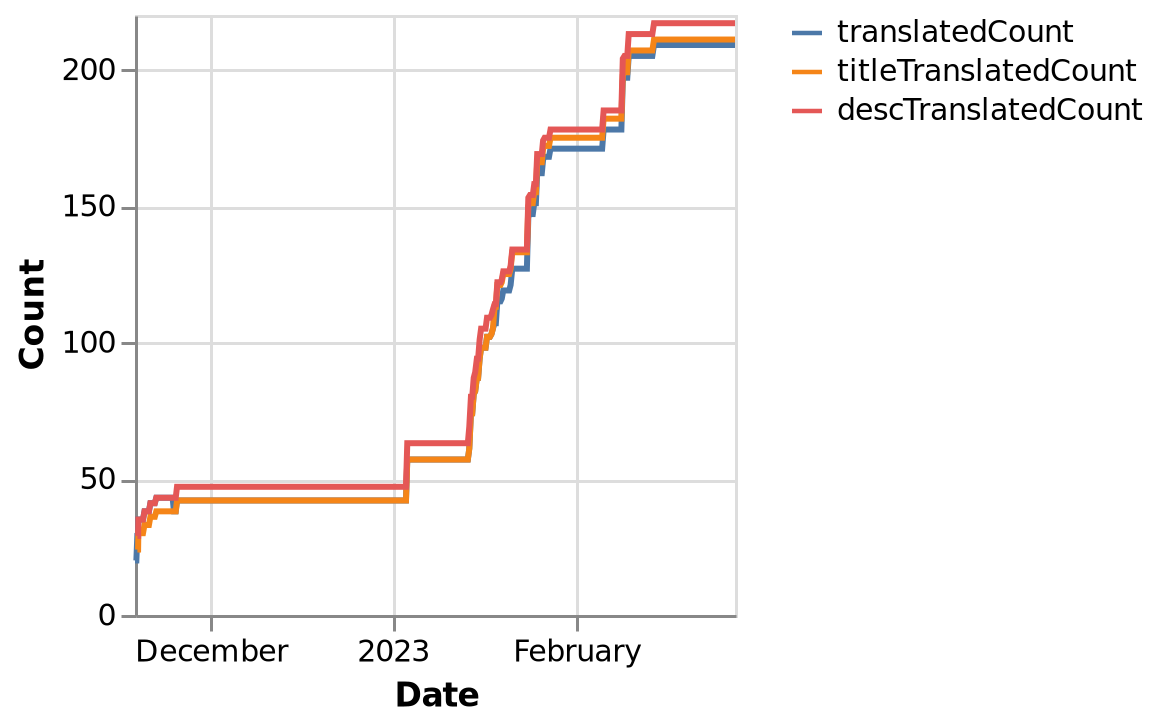 translatedCount
titleTranslatedCount
descTranslatedCount
200
150
100
50
0
Count
December 2023 February
Date